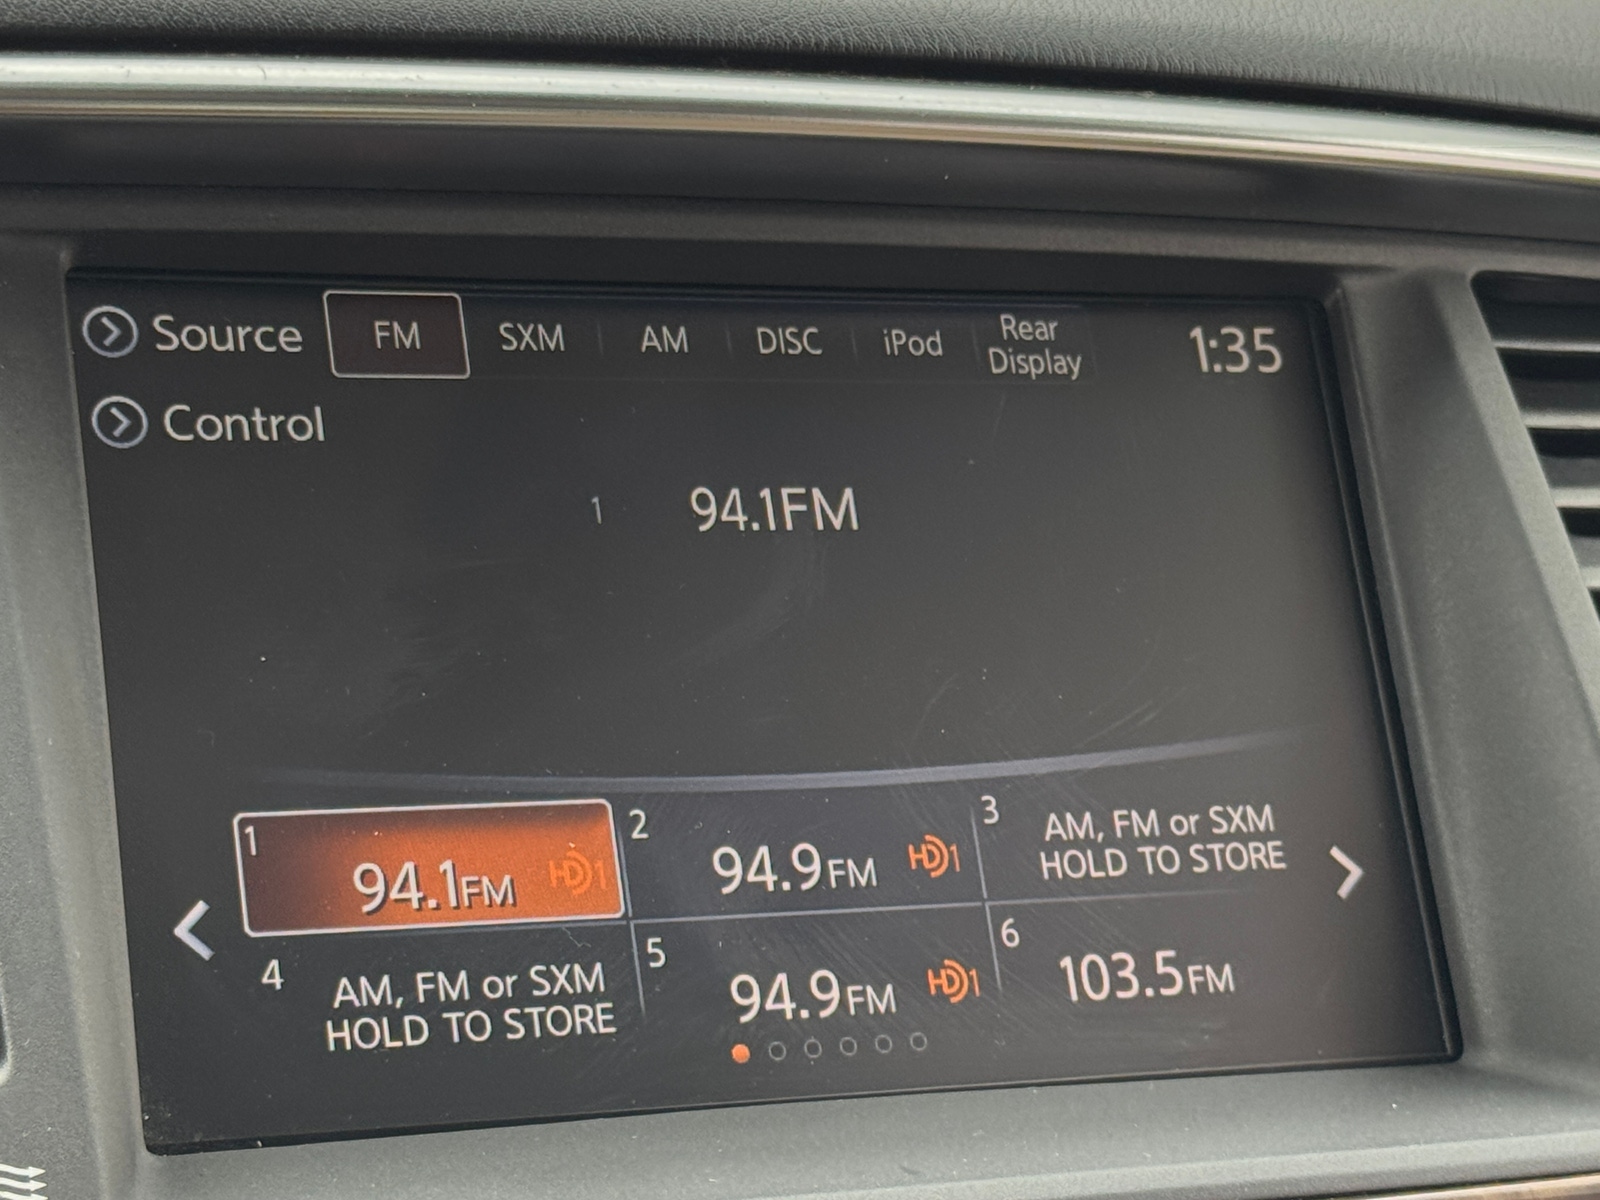 Source FM SXM AM DISC iPod Rear Display 1:35
Control
1 94.1FM
1 94.1FM HD1
2 94.9FM HD1
3 AM, FM or SXM
HOLD TO STORE
4 AM, FM or SXM
HOLD TO STORE
5 94.9FM HD1
6 103.5FM